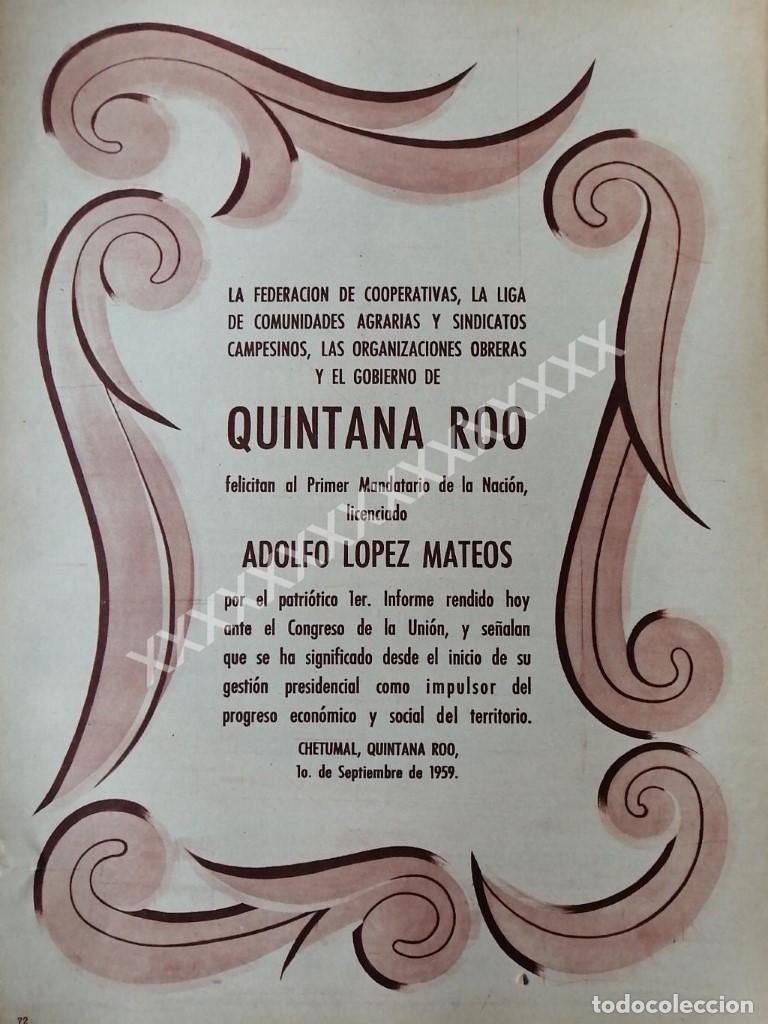 LA FEDERACION DE COOPERATIVAS, LA LIGA
DE COMUNIDADES AGRARIAS Y SINDICATOS
CAMPESINOS, LAS ORGANIZACIONES OBRERAS
Y EL GOBIERNO DE
QUINTANA ROO
felicitan al Primer Mandatario de la Nación,
licenciado
ADOLFO LOPEZ MATEOS
por el patriótico 1er. Informe rendido hoy
ante el Congreso de la Unión, y señalan
que se ha significado desde el inicio de su
gestión presidencial como impulsor del
progreso económico y social del territorio.
CHETUMAL, QUINTANA ROO,
1o. de Septiembre de 1959.
XXXXXXXXXXXXXXXXXXX
72
todocoleccion